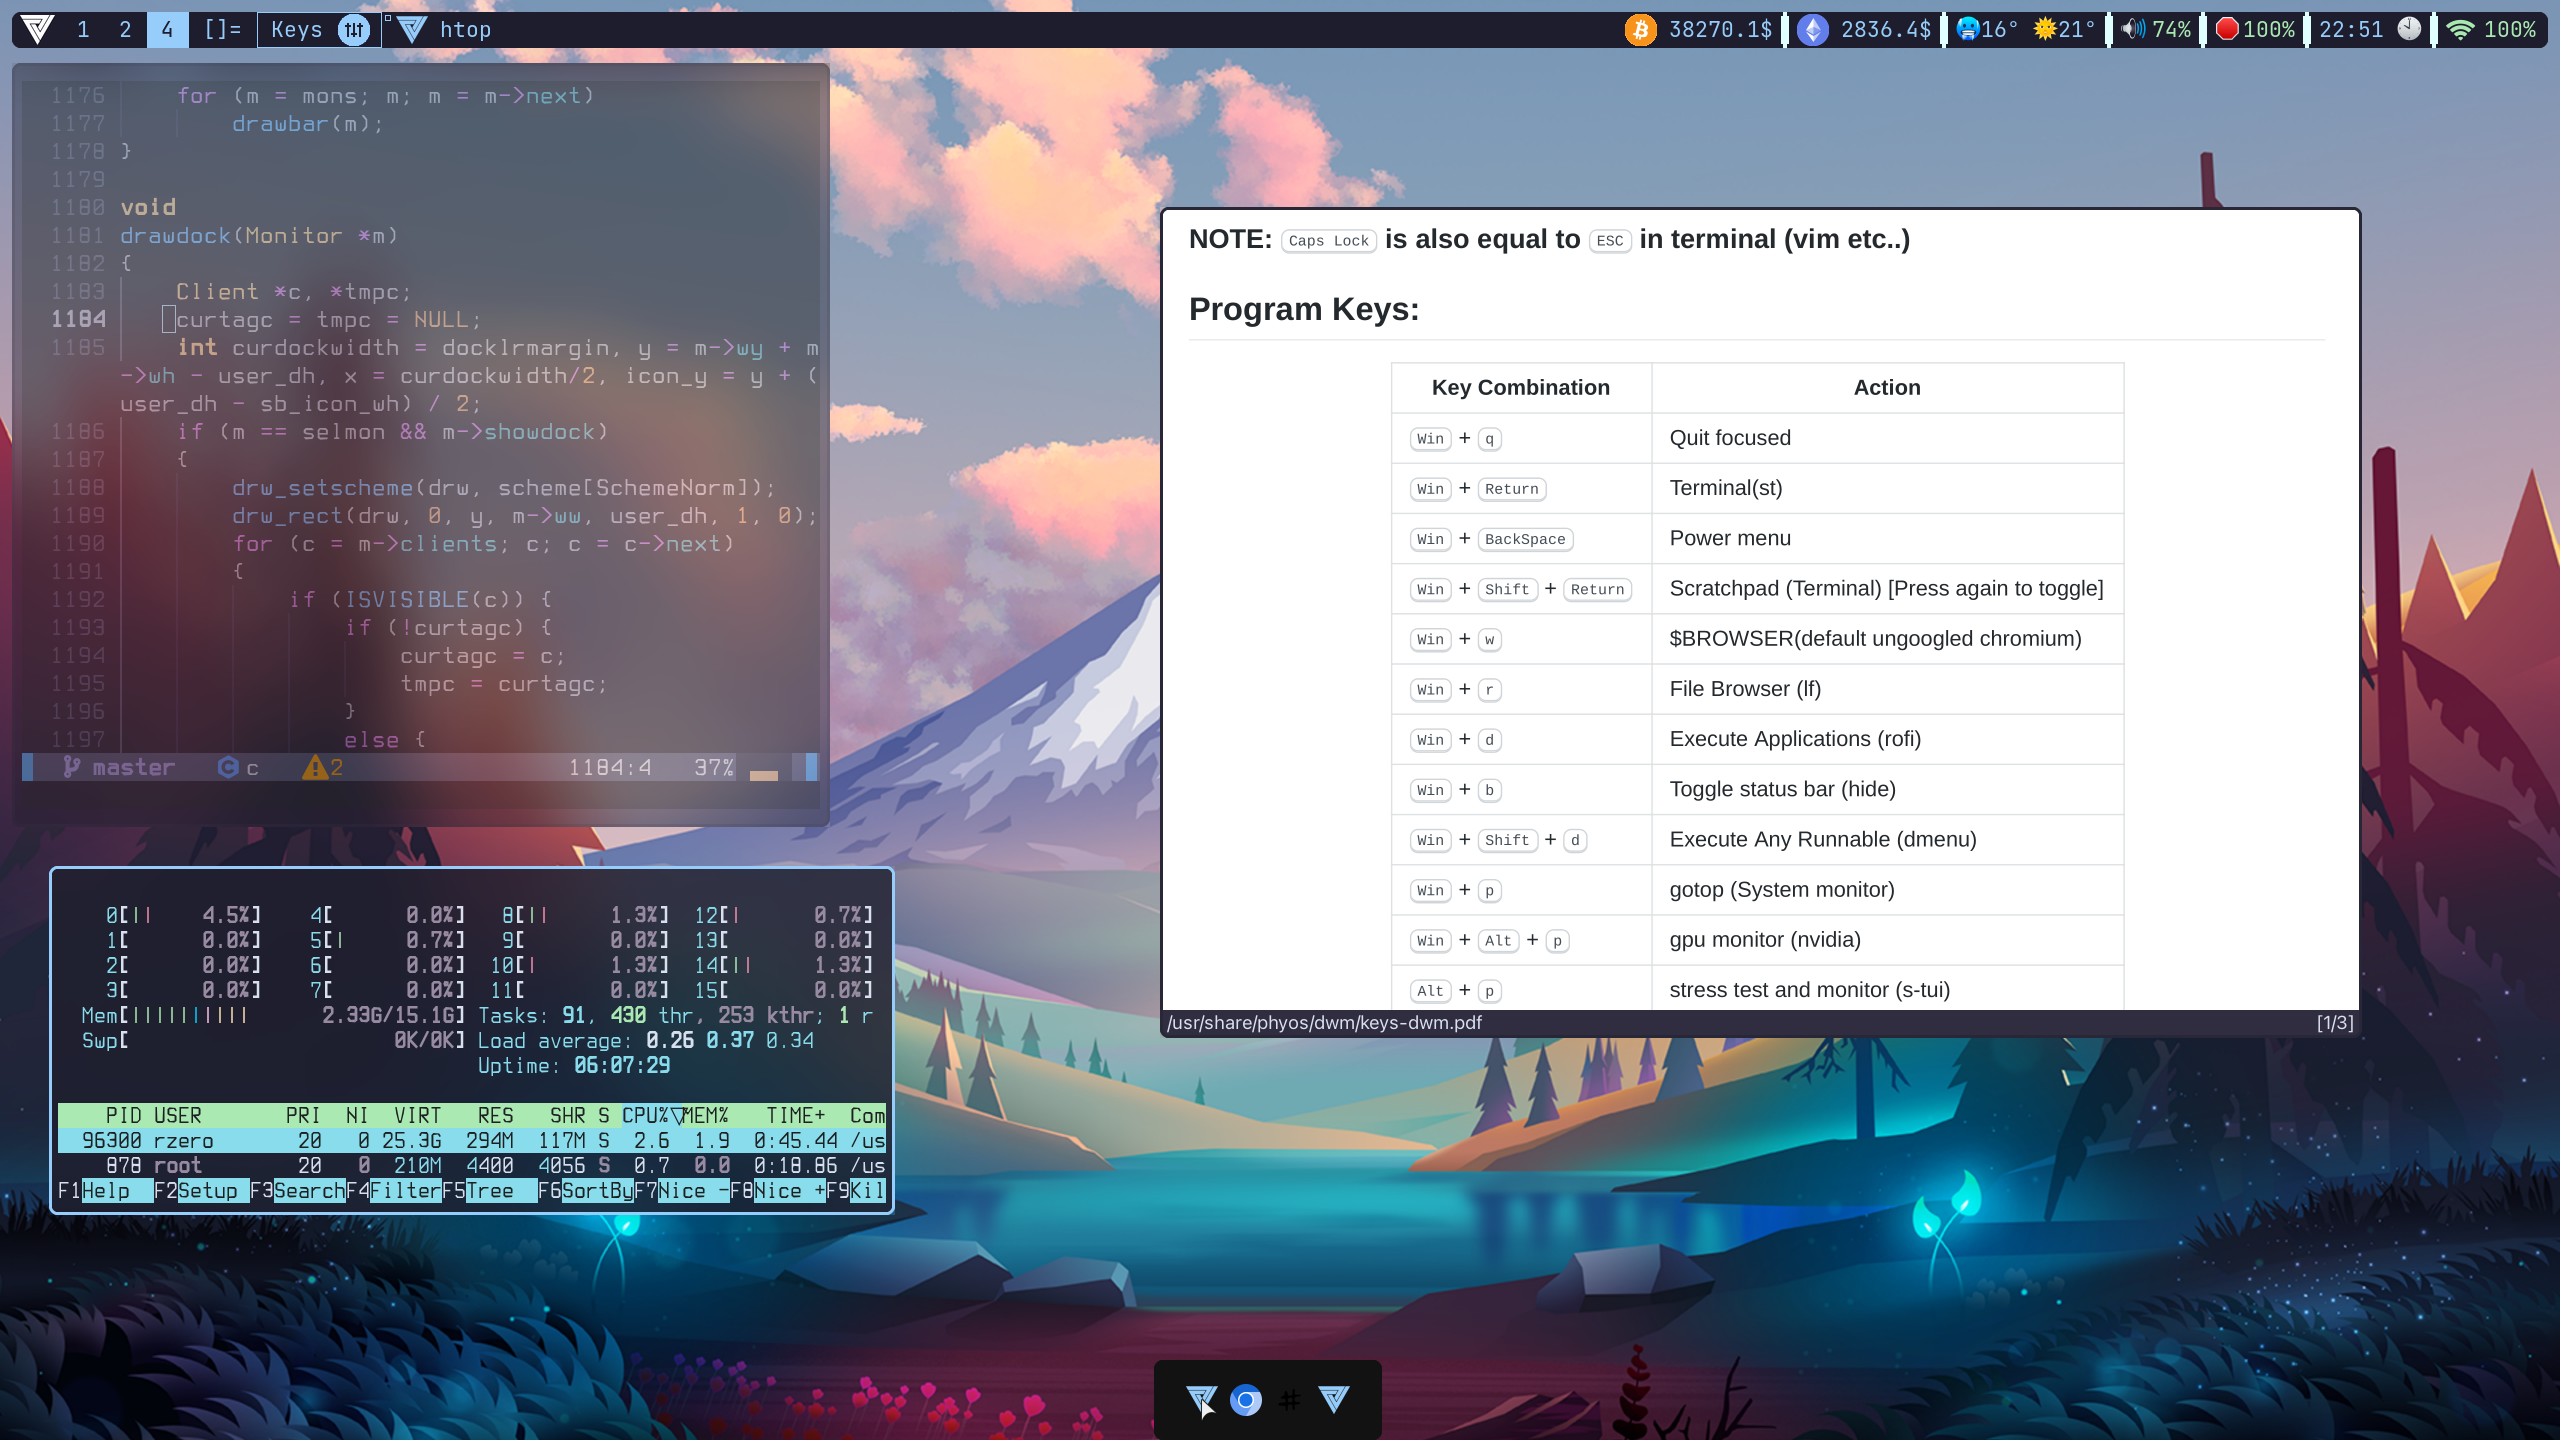 1 2 4 []= Keys htop 38270.1$ 2836.4$ 16° 21° 74% 100% 22:51 100%
1176 for (m = mons; m; m = m->next)
1177 drawbar(m);
1178 }
1179
1180 void
1181 drawdock(Monitor *m)
1182 {
1183 Client *c, *tmpc;
1184 curtagc = tmpc = NULL;
1185 int curdockwidth = docklrmargin, y = m->wy + m
->wh - user_dh, x = curdockwidth/2, icon_y = y + (
user_dh - sb_icon_wh) / 2;
1186 if (m == selmon && m->showdock)
1187 {
1188 drw_setscheme(drw, scheme[SchemeNorm]);
1189 drw_rect(drw, 0, y, m->ww, user_dh, 1, 0);
1190 for (c = m->clients; c; c = c->next)
1191 {
1192 if (ISVISIBLE(c)) {
1193 if (!curtagc) {
1194 curtagc = c;
1195 tmpc = curtagc;
1196 }
1197 else {
master c 2 1184:4 37%
0[|| 4.5%] 4[ 0.0%] 8[|| 1.3%] 12[| 0.7%]
1[ 0.0%] 5[| 0.7%] 9[ 0.0%] 13[ 0.0%]
2[ 0.0%] 6[ 0.0%] 10[| 1.3%] 14[|| 1.3%]
3[ 0.0%] 7[ 0.0%] 11[ 0.0%] 15[ 0.0%]
Mem[|||||||||| 2.33G/15.1G] Tasks: 91, 430 thr, 253 kthr; 1 r
Swp[ 0K/0K] Load average: 0.26 0.37 0.34
Uptime: 06:07:29
PID USER PRI NI VIRT RES SHR S CPU%▽MEM% TIME+ Com
96300 rzero 20 0 25.3G 294M 117M S 2.6 1.9 0:45.44 /us
878 root 20 0 210M 4400 4056 S 0.7 0.0 0:18.86 /us
F1Help F2Setup F3SearchF4FilterF5Tree F6SortByF7Nice -F8Nice +F9Kil
NOTE: Caps Lock is also equal to ESC in terminal (vim etc..)
Program Keys:
Key Combination Action
Win + q Quit focused
Win + Return Terminal(st)
Win + BackSpace Power menu
Win + Shift + Return Scratchpad (Terminal) [Press again to toggle]
Win + w $BROWSER(default ungoogled chromium)
Win + r File Browser (lf)
Win + d Execute Applications (rofi)
Win + b Toggle status bar (hide)
Win + Shift + d Execute Any Runnable (dmenu)
Win + p gotop (System monitor)
Win + Alt + p gpu monitor (nvidia)
Alt + p stress test and monitor (s-tui)
/usr/share/phyos/dwm/keys-dwm.pdf [1/3]